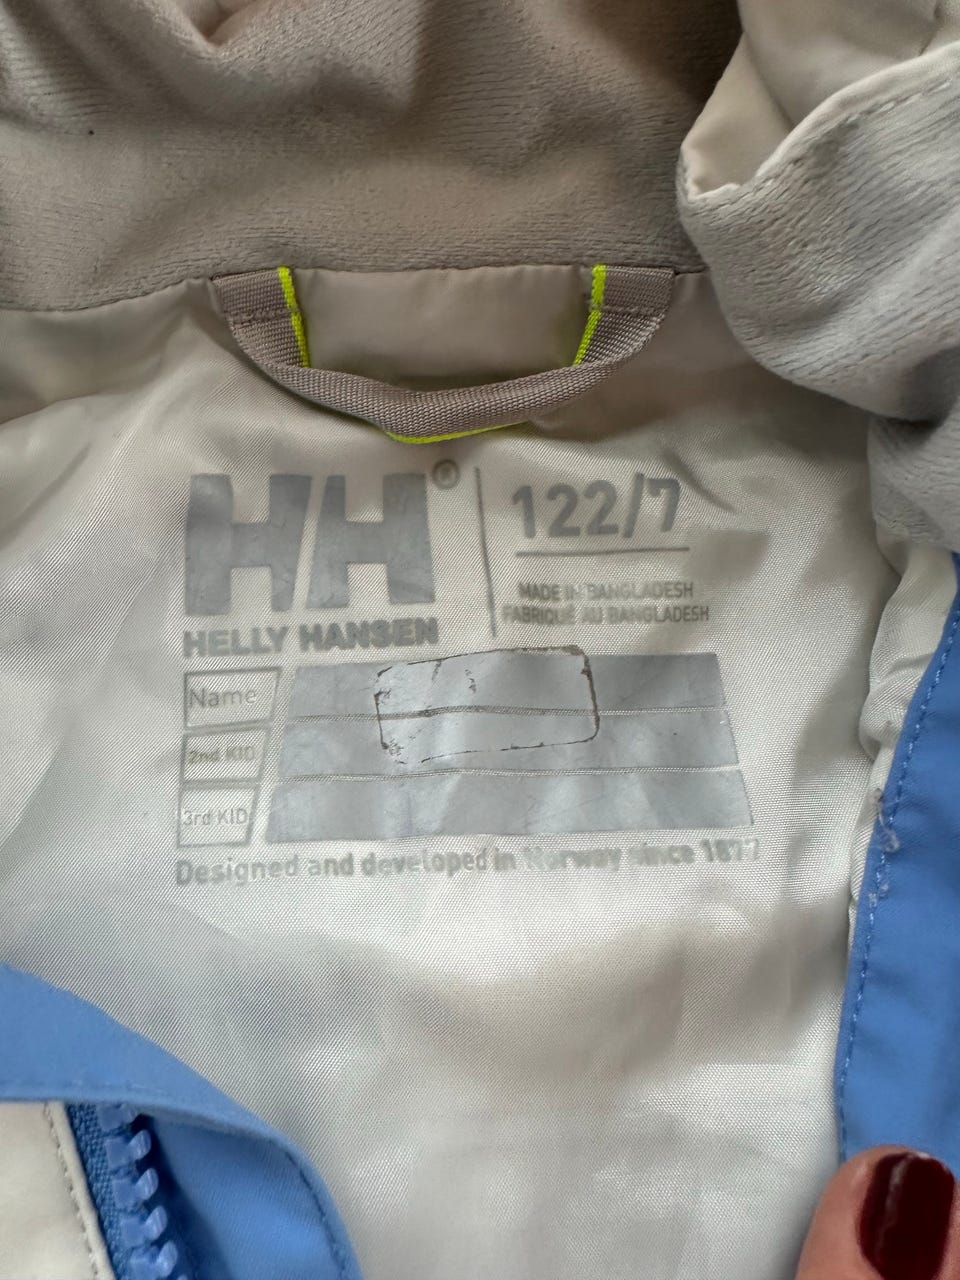 HH®
HELLY HANSEN
122/7
MADE IN BANGLADESH
FABRIQUÉ AU BANGLADESH
Name
2nd KID
3rd KID
Designed and developed in Norway since 1877